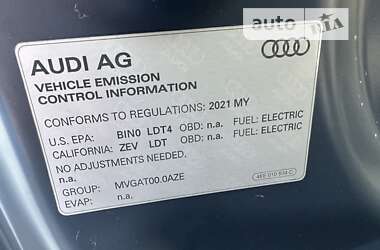 auto RIA
AUDI AG
VEHICLE EMISSION
CONTROL INFORMATION
CONFORMS TO REGULATIONS: 2021 MY
U.S. EPA: BIN0 LDT4 OBD: n.a. FUEL: ELECTRIC
CALIFORNIA: ZEV LDT OBD: n.a. FUEL: ELECTRIC
NO ADJUSTMENTS NEEDED.
n.a.
GROUP: MVGAT00.0AZE
EVAP: n.a.